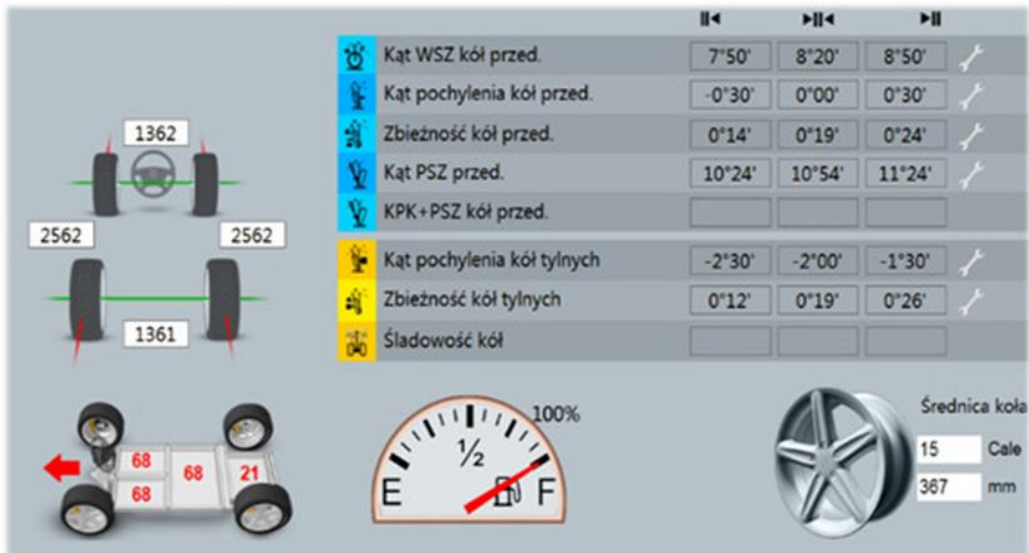 Kąt WSZ kół przed. 7°50' 8°20' 8°50'
Kąt pochylenia kół przed. -0°30' 0°00' 0°30'
Zbieżność kół przed. 0°14' 0°19' 0°24'
Kąt PSZ przed. 10°24' 10°54' 11°24'
KPK+PSZ kół przed.
Kąt pochylenia kół tylnych -2°30' -2°00' -1°30'
Zbieżność kół tylnych 0°12' 0°19' 0°26'
Śladowość kół
1362
2562 2562
1361
68
68 21
68
100%
1/2
E F
Średnica koła
15 Cale
367 mm